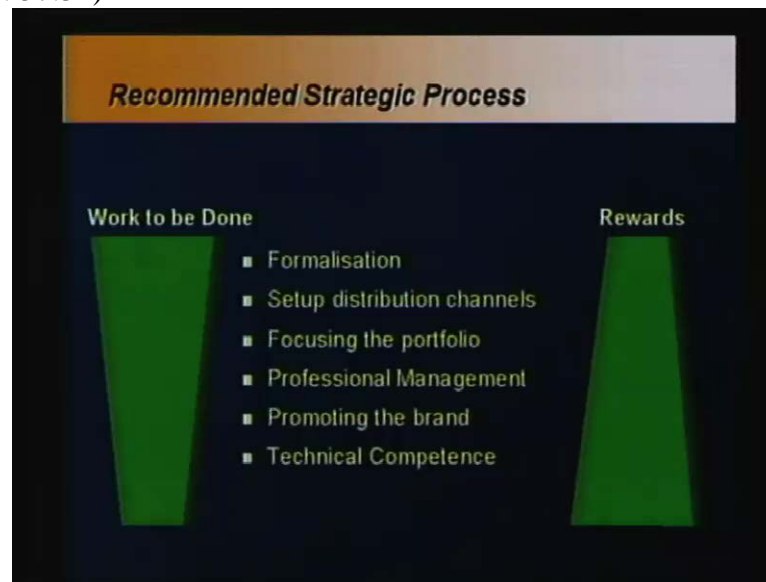 Recommended Strategic Process
Work to be Done
Rewards
Formalisation
Setup distribution channels
Focusing the portfolio
Professional Management
Promoting the brand
Technical Competence